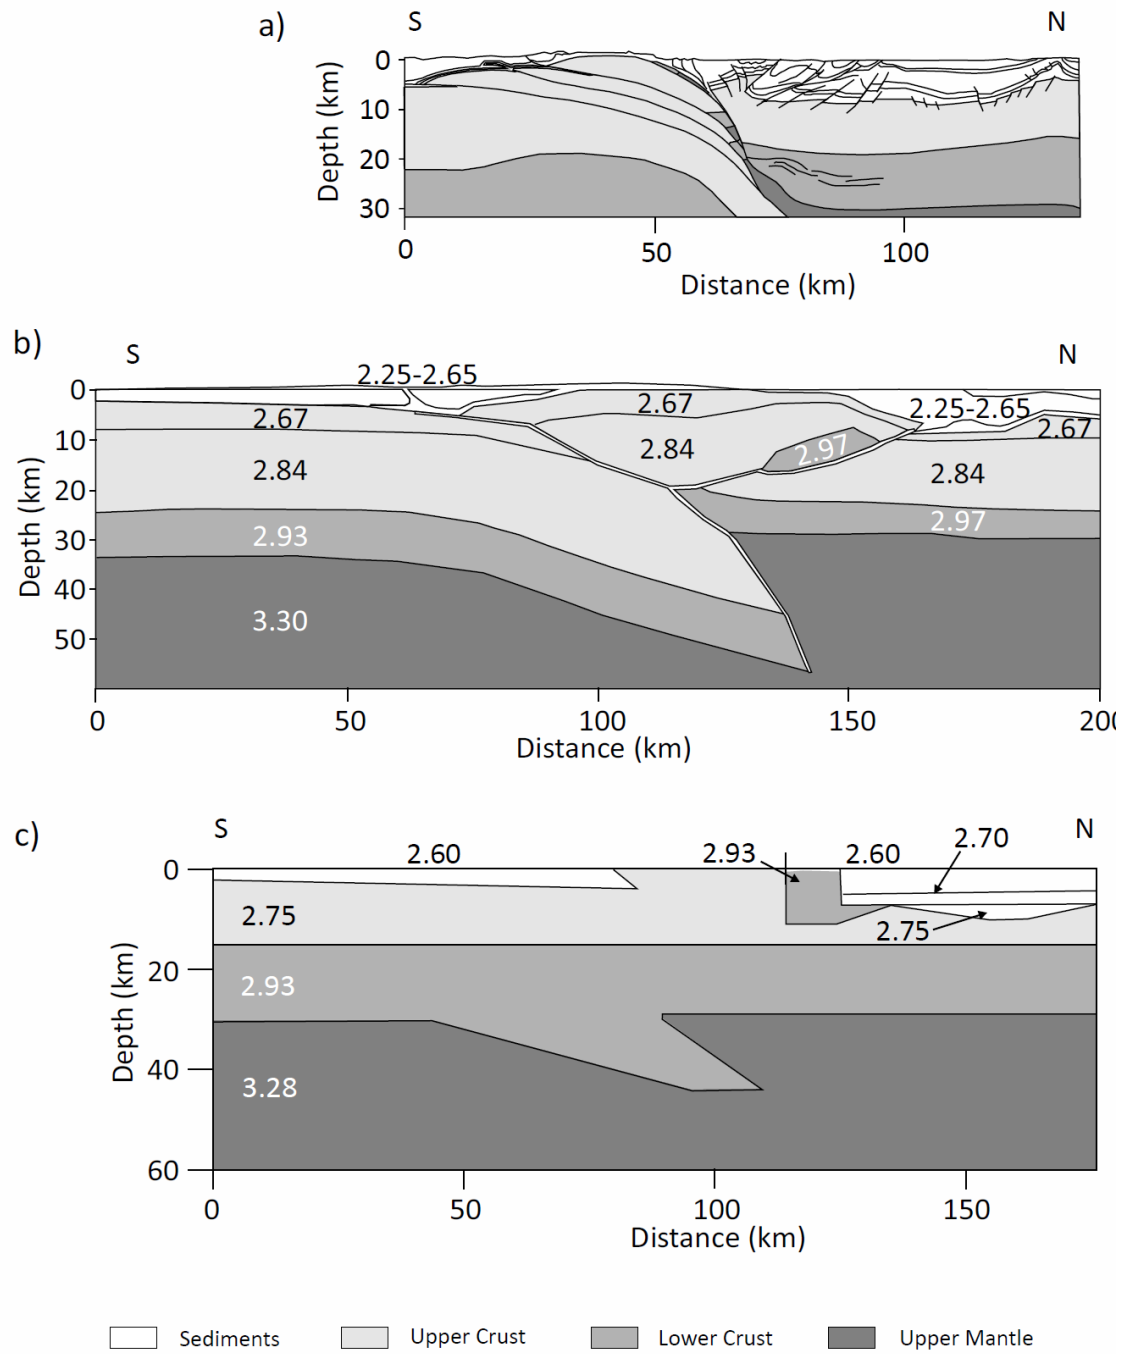 a)
S
N
0
10
20
30
Depth (km)
0
50
100
Distance (km)
b)
S
N
2.25-2.65
0
10
20
30
40
50
Depth (km)
2.67
2.67
2.25-2.65
2.67
2.84
2.84
2.97
2.84
2.93
2.97
3.30
0
50
100
150
200
Distance (km)
c)
S
N
2.60
2.93
2.60
2.70
0
20
40
60
Depth (km)
2.75
2.75
2.93
3.28
0
50
100
150
Distance (km)
Sediments
Upper Crust
Lower Crust
Upper Mantle